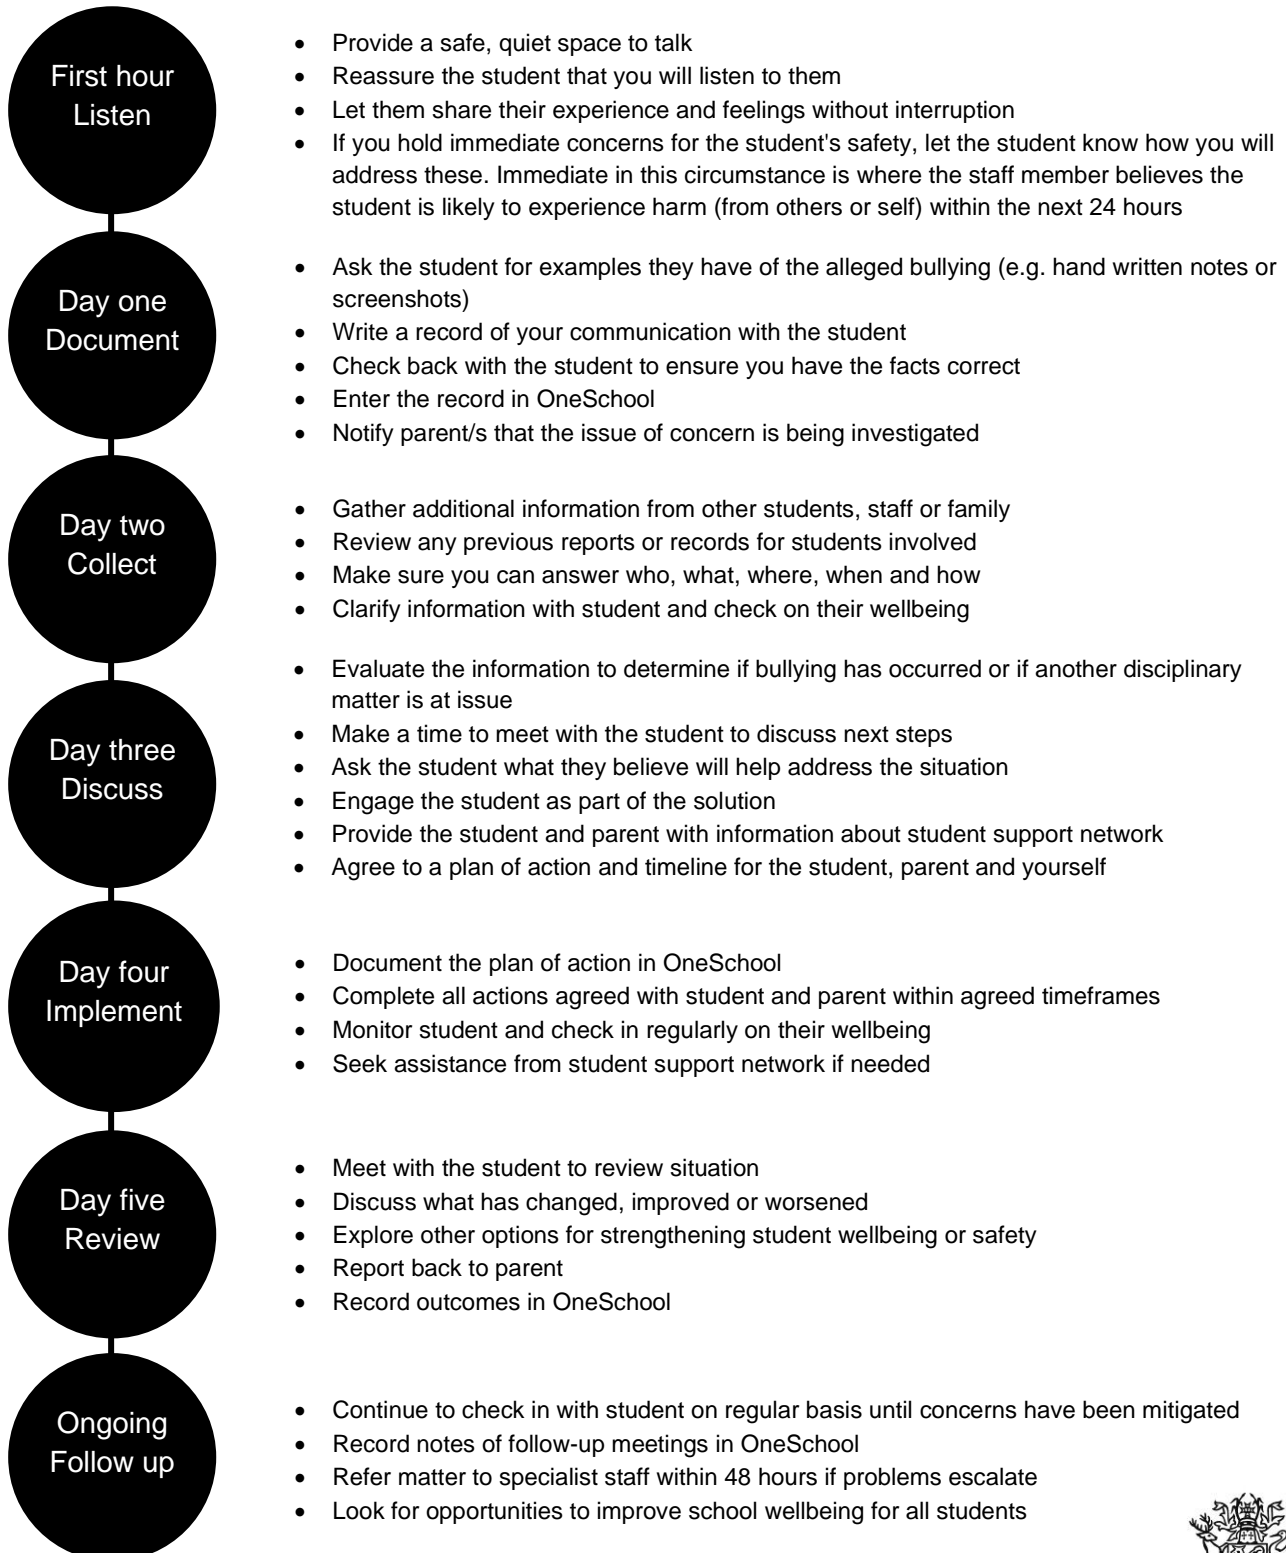 First hour
Listen
• Provide a safe, quiet space to talk
• Reassure the student that you will listen to them
• Let them share their experience and feelings without interruption
• If you hold immediate concerns for the student's safety, let the student know how you will
address these. Immediate in this circumstance is where the staff member believes the
student is likely to experience harm (from others or self) within the next 24 hours
Day one
Document
• Ask the student for examples they have of the alleged bullying (e.g. hand written notes or
screenshots)
• Write a record of your communication with the student
• Check back with the student to ensure you have the facts correct
• Enter the record in OneSchool
• Notify parent/s that the issue of concern is being investigated
Day two
Collect
• Gather additional information from other students, staff or family
• Review any previous reports or records for students involved
• Make sure you can answer who, what, where, when and how
• Clarify information with student and check on their wellbeing
Day three
Discuss
• Evaluate the information to determine if bullying has occurred or if another disciplinary
matter is at issue
• Make a time to meet with the student to discuss next steps
• Ask the student what they believe will help address the situation
• Engage the student as part of the solution
• Provide the student and parent with information about student support network
• Agree to a plan of action and timeline for the student, parent and yourself
Day four
Implement
• Document the plan of action in OneSchool
• Complete all actions agreed with student and parent within agreed timeframes
• Monitor student and check in regularly on their wellbeing
• Seek assistance from student support network if needed
Day five
Review
• Meet with the student to review situation
• Discuss what has changed, improved or worsened
• Explore other options for strengthening student wellbeing or safety
• Report back to parent
• Record outcomes in OneSchool
Ongoing
Follow up
• Continue to check in with student on regular basis until concerns have been mitigated
• Record notes of follow-up meetings in OneSchool
• Refer matter to specialist staff within 48 hours if problems escalate
• Look for opportunities to improve school wellbeing for all students